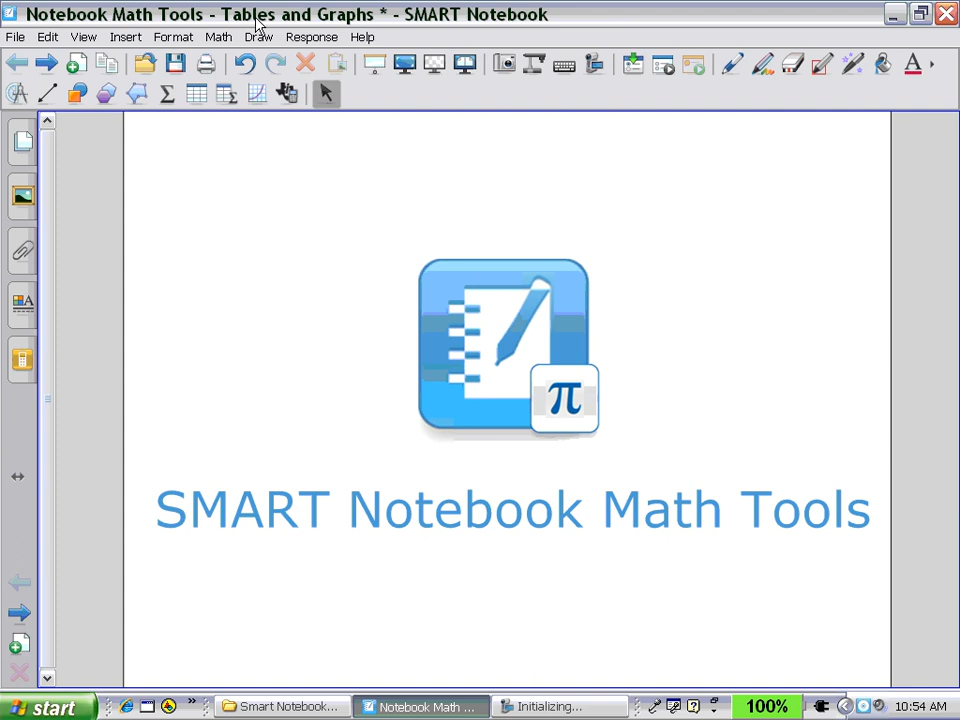 Notebook Math Tools - Tables and Graphs * - SMART Notebook
File Edit View Insert Format Math Draw Response Help
π
SMART Notebook Math Tools
start
Smart Notebook...
Notebook Math ...
Initializing....
100%
10:54 AM